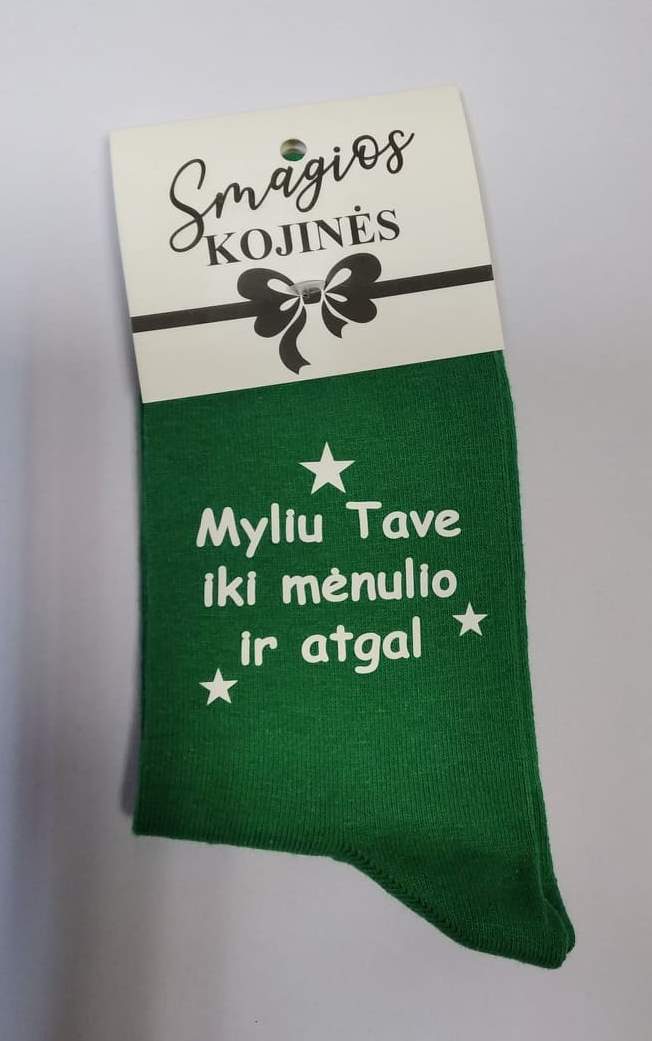 Smagios
KOJINĖS
Myliu Tave
iki mėnulio
ir atgal